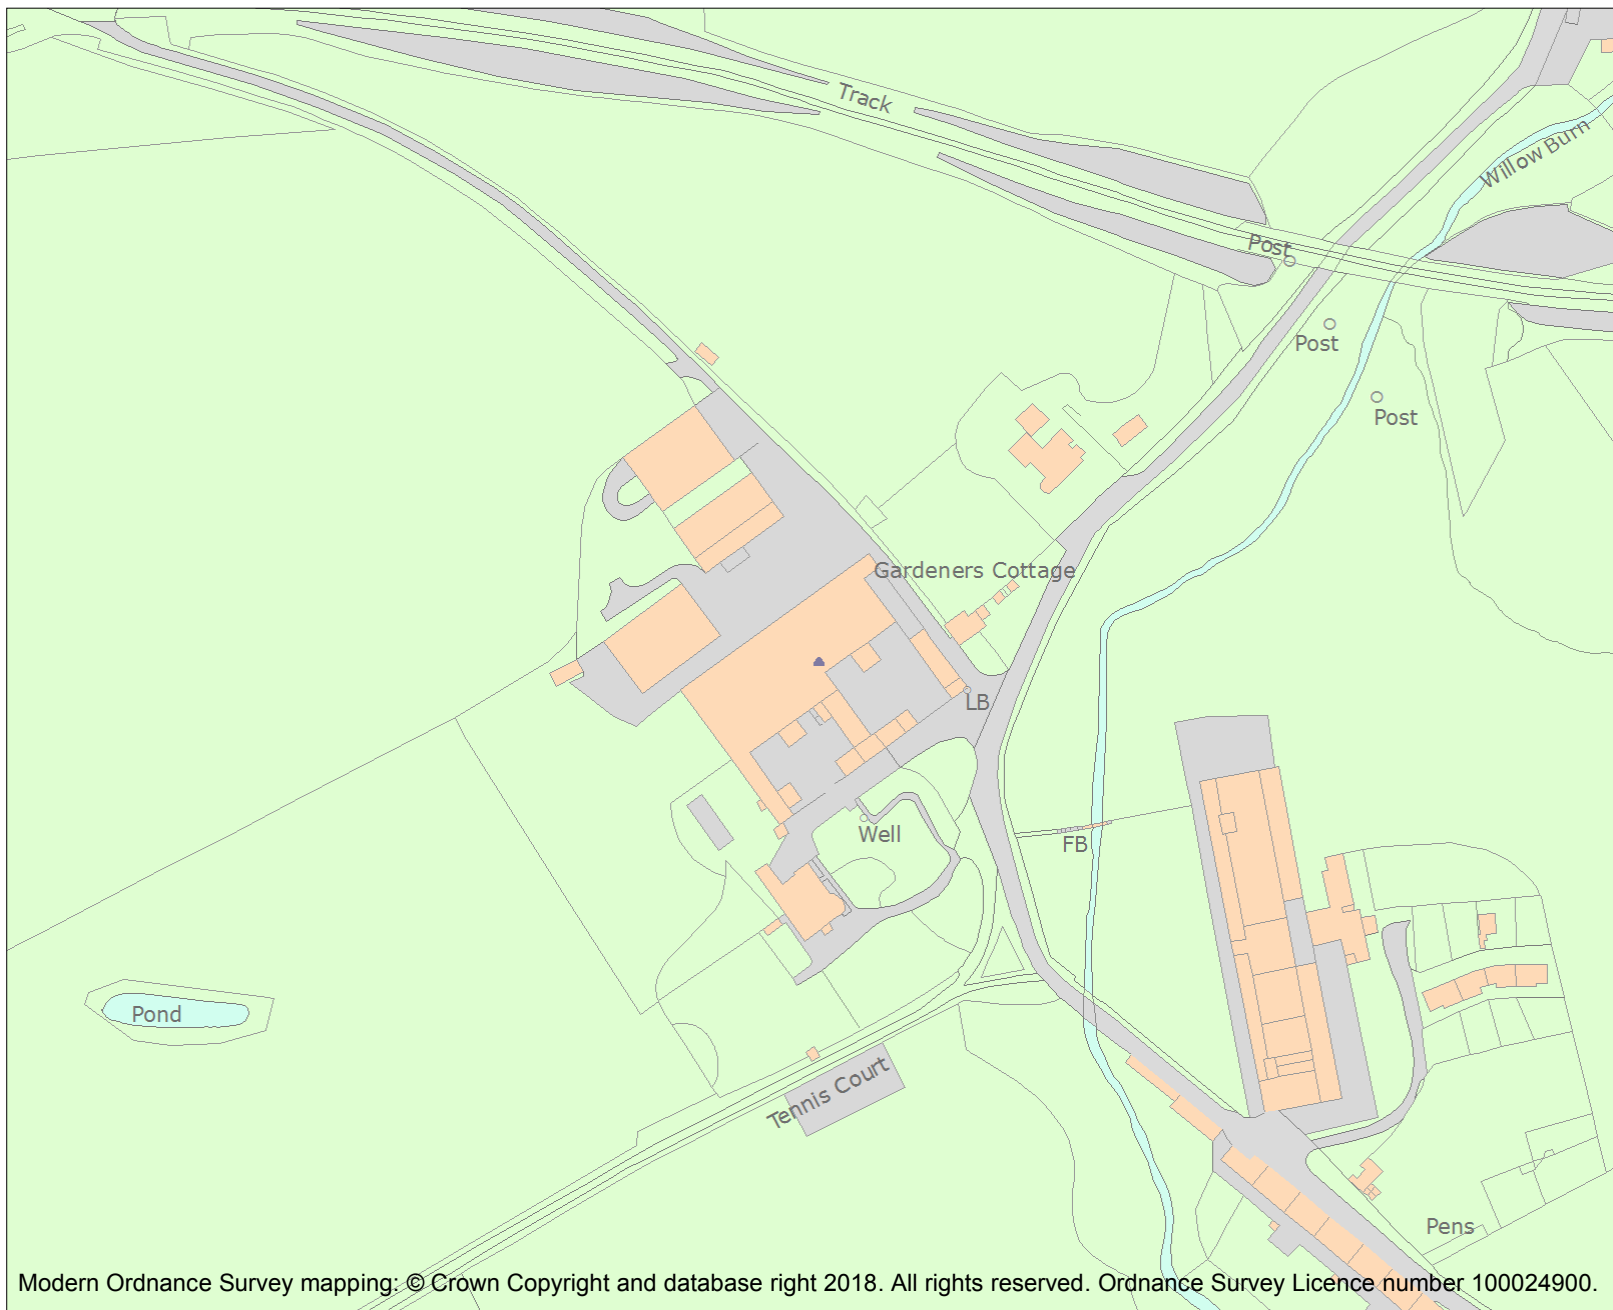 Track
Willow Burn
Post
Post
Post
Gardeners Cottage
LB
Well
FB
Pond
Tennis Court
Pens
Modern Ordnance Survey mapping: © Crown Copyright and database right 2018. All rights reserved. Ordnance Survey Licence number 100024900.